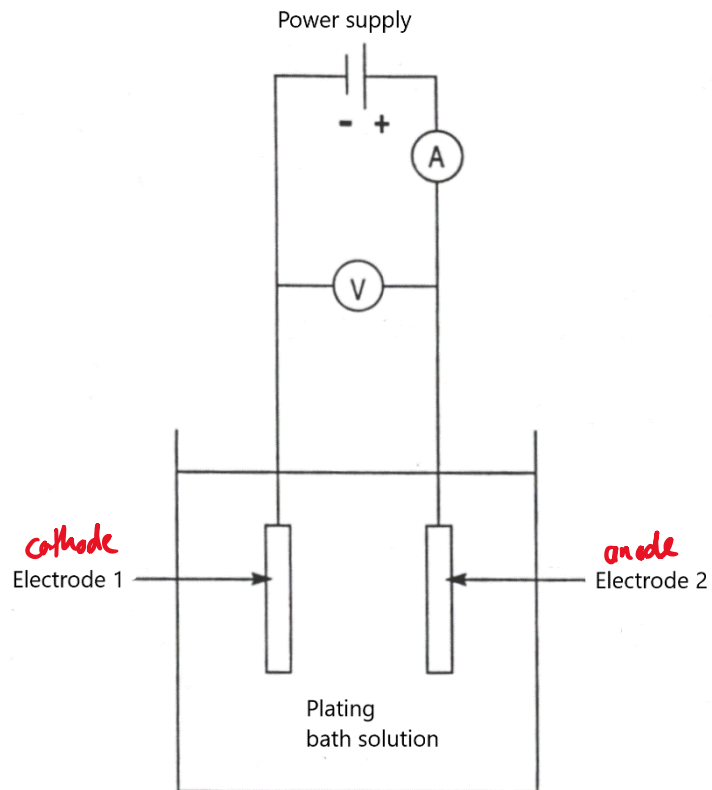 Power supply
- +
A
V
cathode
anode
Electrode 1
Electrode 2
Plating
bath solution